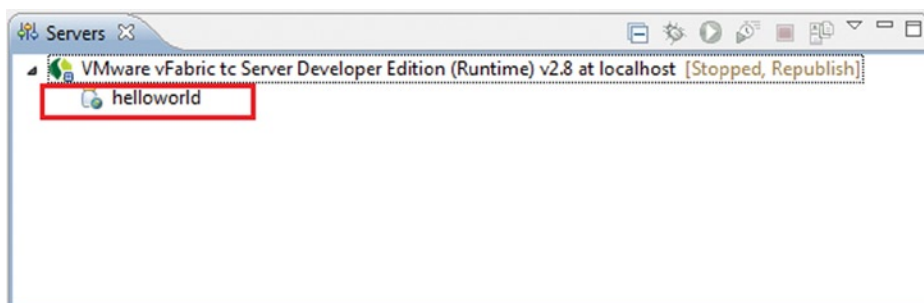 Servers
VMware vFabric tc Server Developer Edition (Runtime) v2.8 at localhost [Stopped, Republish]
helloworld